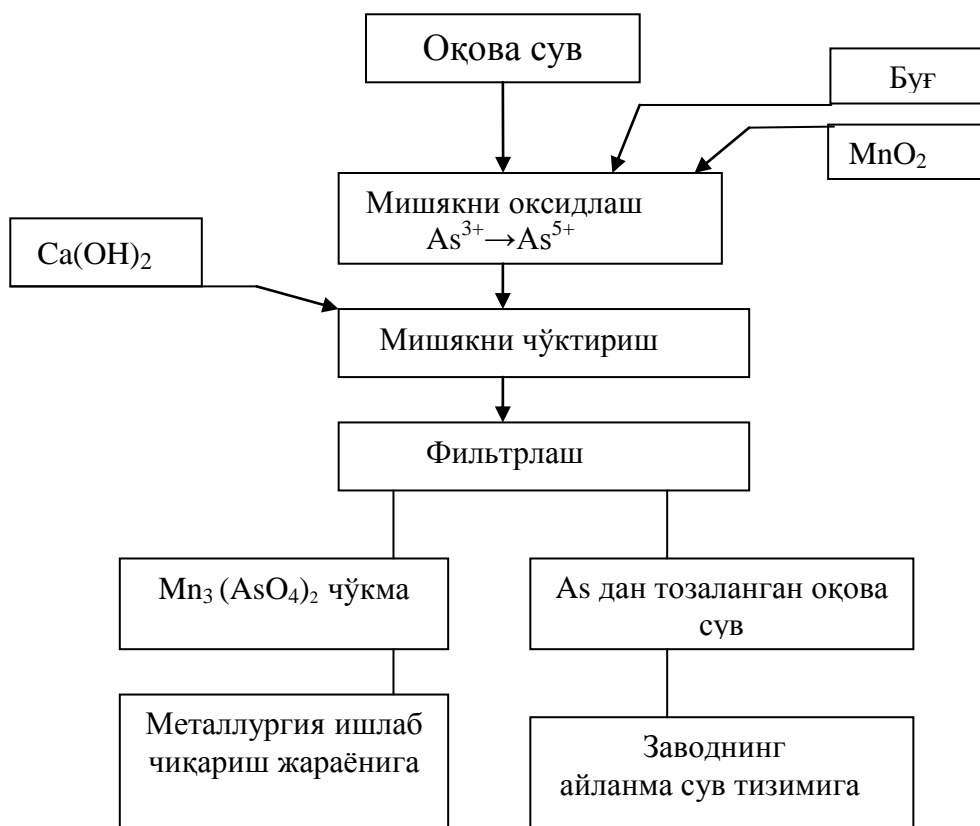 Оқова сув
Буғ
MnO₂
Мишякни оксидлаш
As³⁺→As⁵⁺
Ca(OH)₂
Мишякни чўктириш
Фильтрлаш
Mn₃ (AsO₄)₂ чўкма
As дан тозаланган оқова
сув
Металлургия ишлаб
чиқариш жараёнига
Заводнинг
айланма сув тизимига